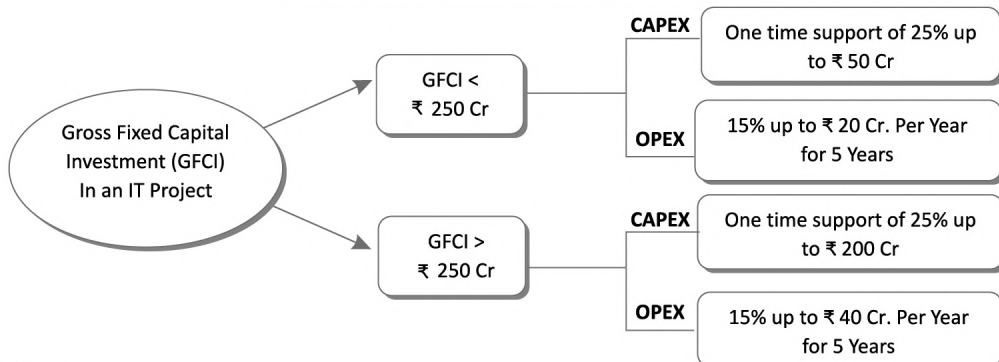 Gross Fixed Capital
Investment (GFCI)
In an IT Project
GFCI <
₹ 250 Cr
CAPEX
One time support of 25% up
to ₹ 50 Cr
OPEX
15% up to ₹ 20 Cr. Per Year
for 5 Years
GFCI >
₹ 250 Cr
CAPEX
One time support of 25% up
to ₹ 200 Cr
OPEX
15% up to ₹ 40 Cr. Per Year
for 5 Years